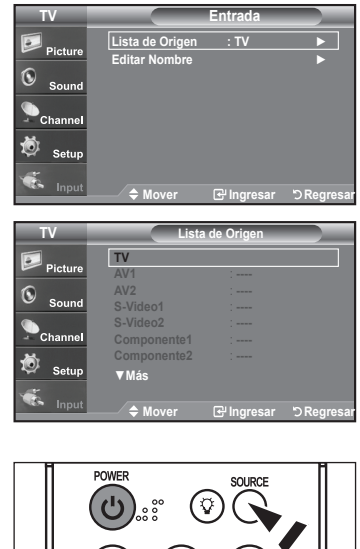 TV Entrada
Picture
Sound
Channel
Setup
Input
Lista de Origen : TV ►
Editar Nombre ►
Mover Ingresar Regresar
TV Lista de Origen
Picture
Sound
Channel
Setup
Input
TV
AV1 : ----
AV2 : ----
S-Video1 : ----
S-Video2 : ----
Componente1 : ----
Componente2 : ----
▼Más
Mover Ingresar Regresar
POWER SOURCE